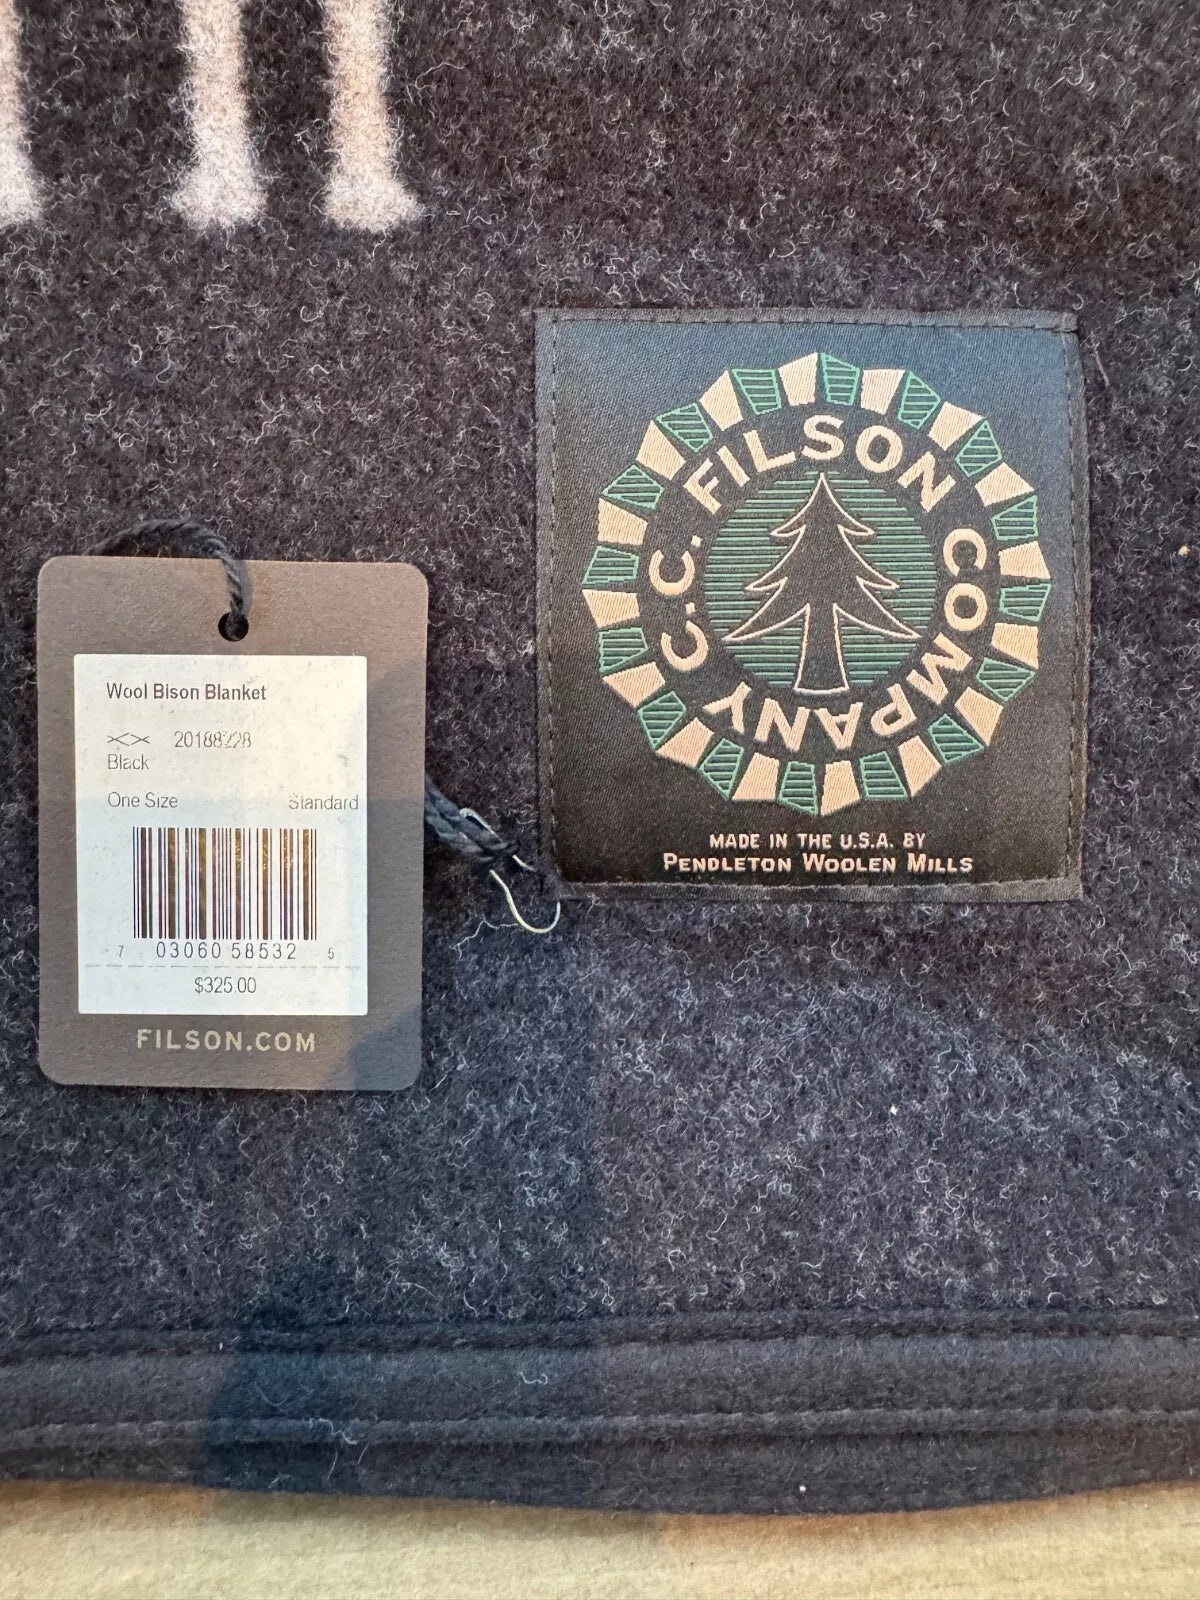 Wool Bison Blanket
20188228
Black
One Size Standard
7 03060 58532 5
$325.00
FILSON.COM
C.C. FILSON COMPANY
MADE IN THE U.S.A. BY
PENDLETON WOOLEN MILLS